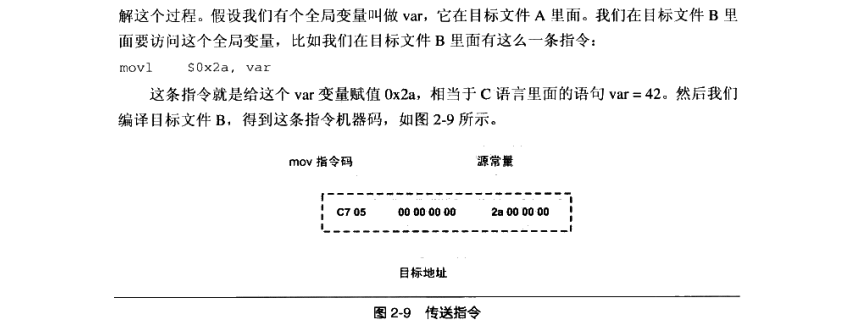 解这个过程。假设我们有个全局变量叫做 var，它在目标文件 A 里面。我们在目标文件 B 里
面要访问这个全局变量，比如我们在目标文件 B 里面有这么一条指令：
movl $0x2a, var
这条指令就是给这个 var 变量赋值 0x2a，相当于 C 语言里面的语句 var = 42。然后我们
编译目标文件 B，得到这条指令机器码，如图 2-9 所示。
mov 指令码 源常量
C7 05 00 00 00 00 2a 00 00 00
目标地址
图 2-9 传送指令